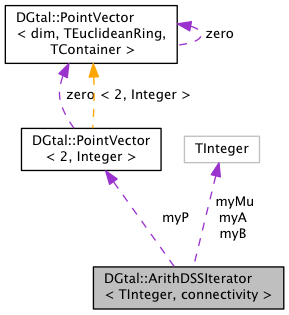 DGtal::PointVector
< dim, TEuclideanRing,
TContainer >
zero
zero
< 2, Integer >
DGtal::PointVector
< 2, Integer >
TInteger
myP
myMu
myA
myB
DGtal::ArithDSSIterator
< TInteger, connectivity >